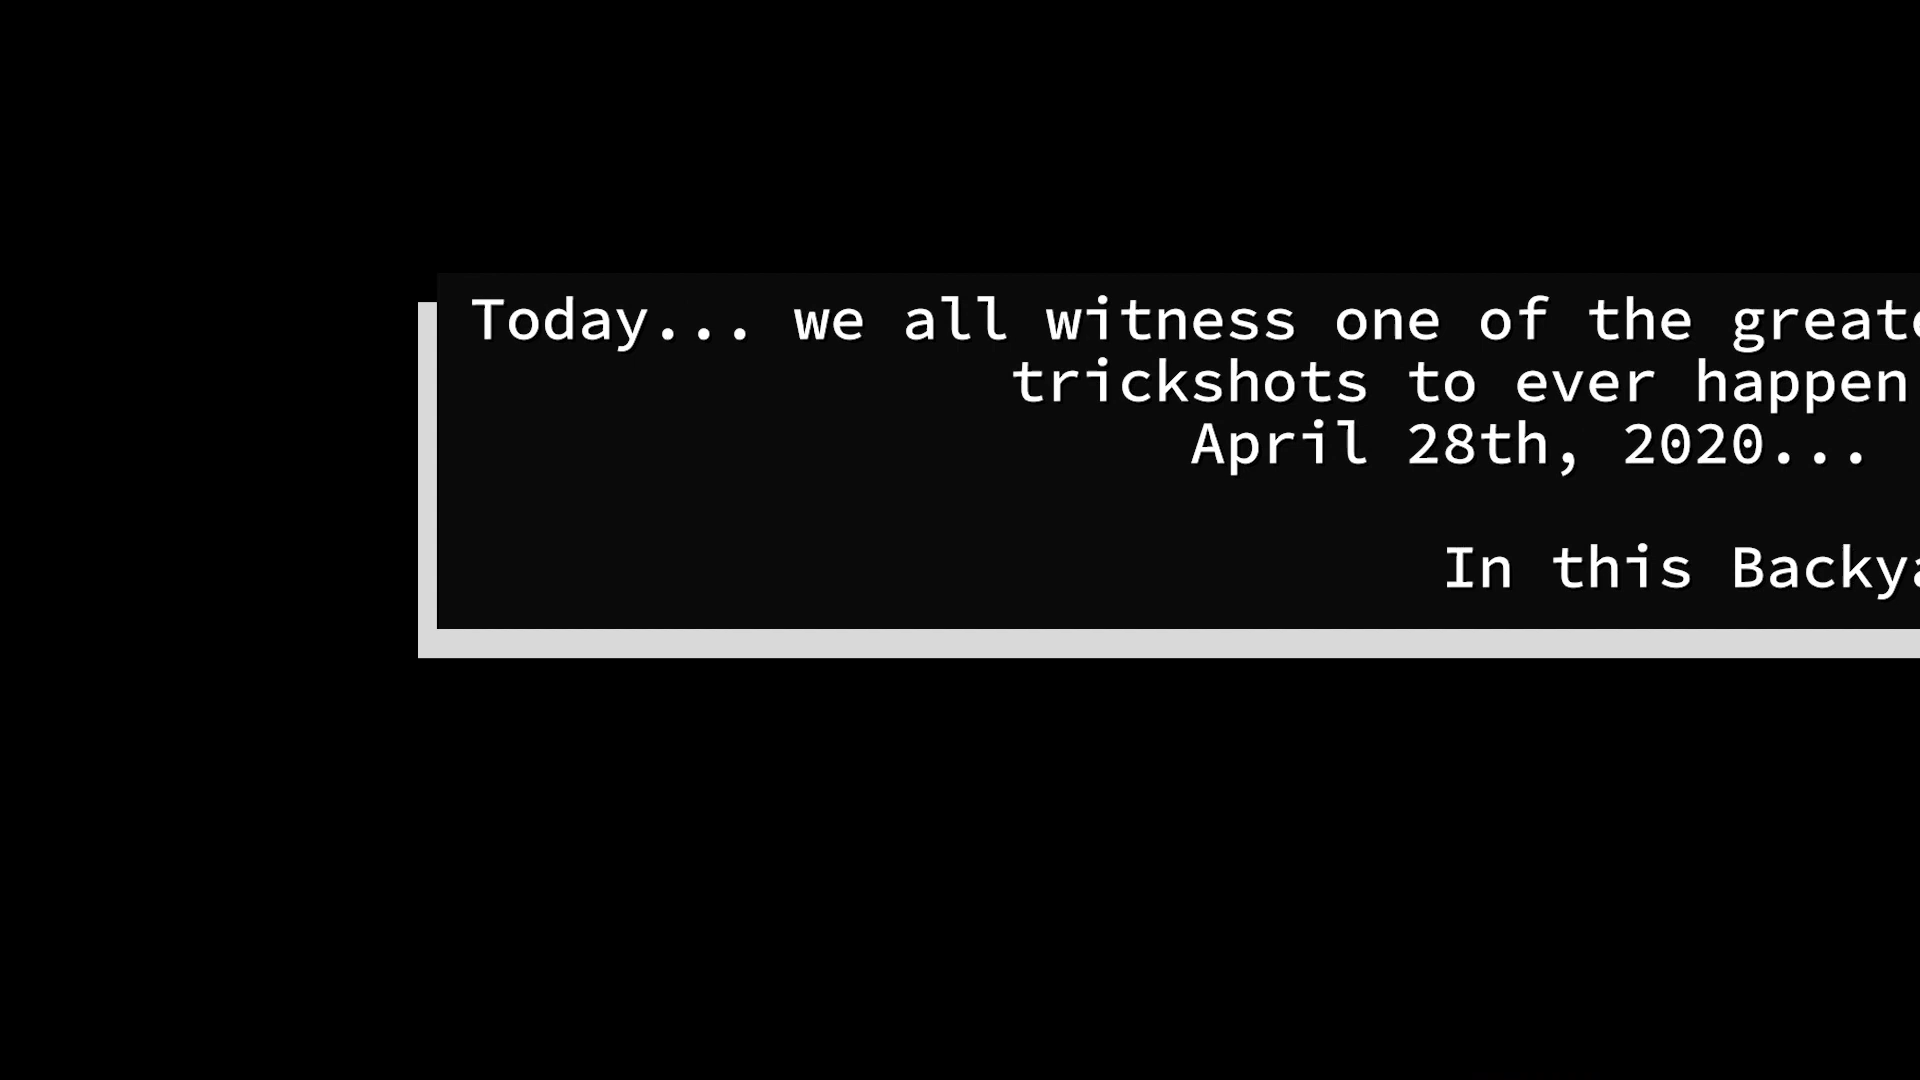 Today... we all witness one of the
trickshots to ever happen
April 28th, 2020...
In this